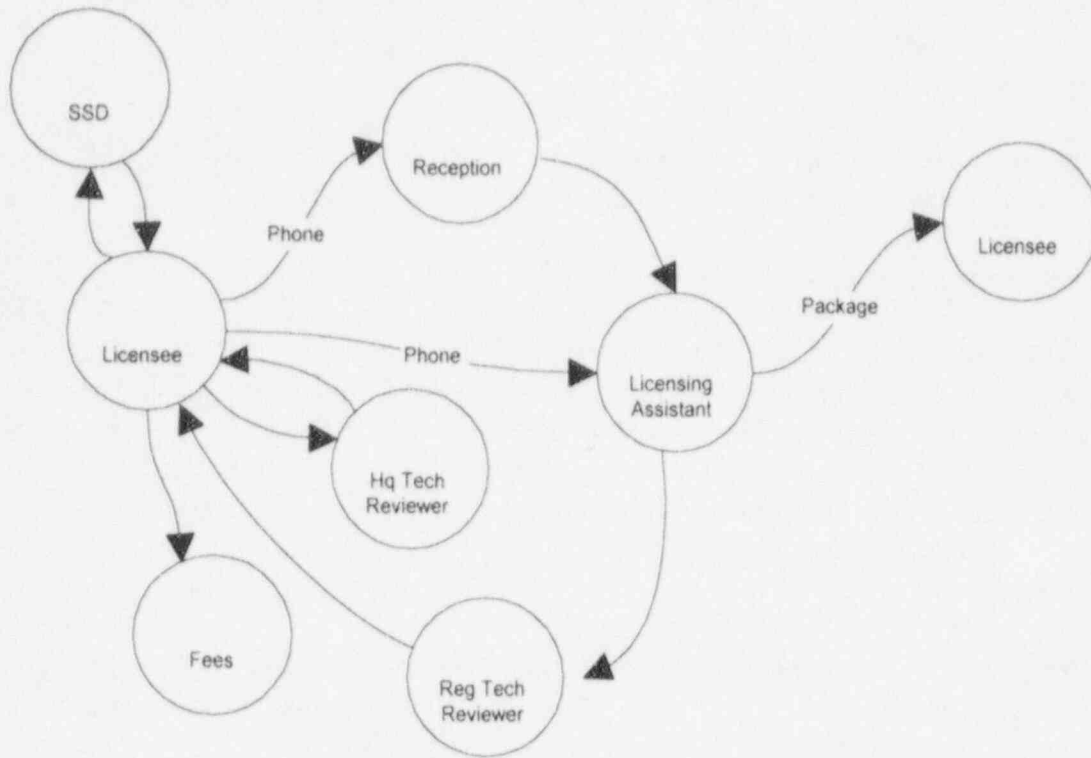 SSD
Reception
Licensee
Phone
Package
Licensee
Phone
Licensing
Assistant
Hq Tech
Reviewer
Fees
Reg Tech
Reviewer